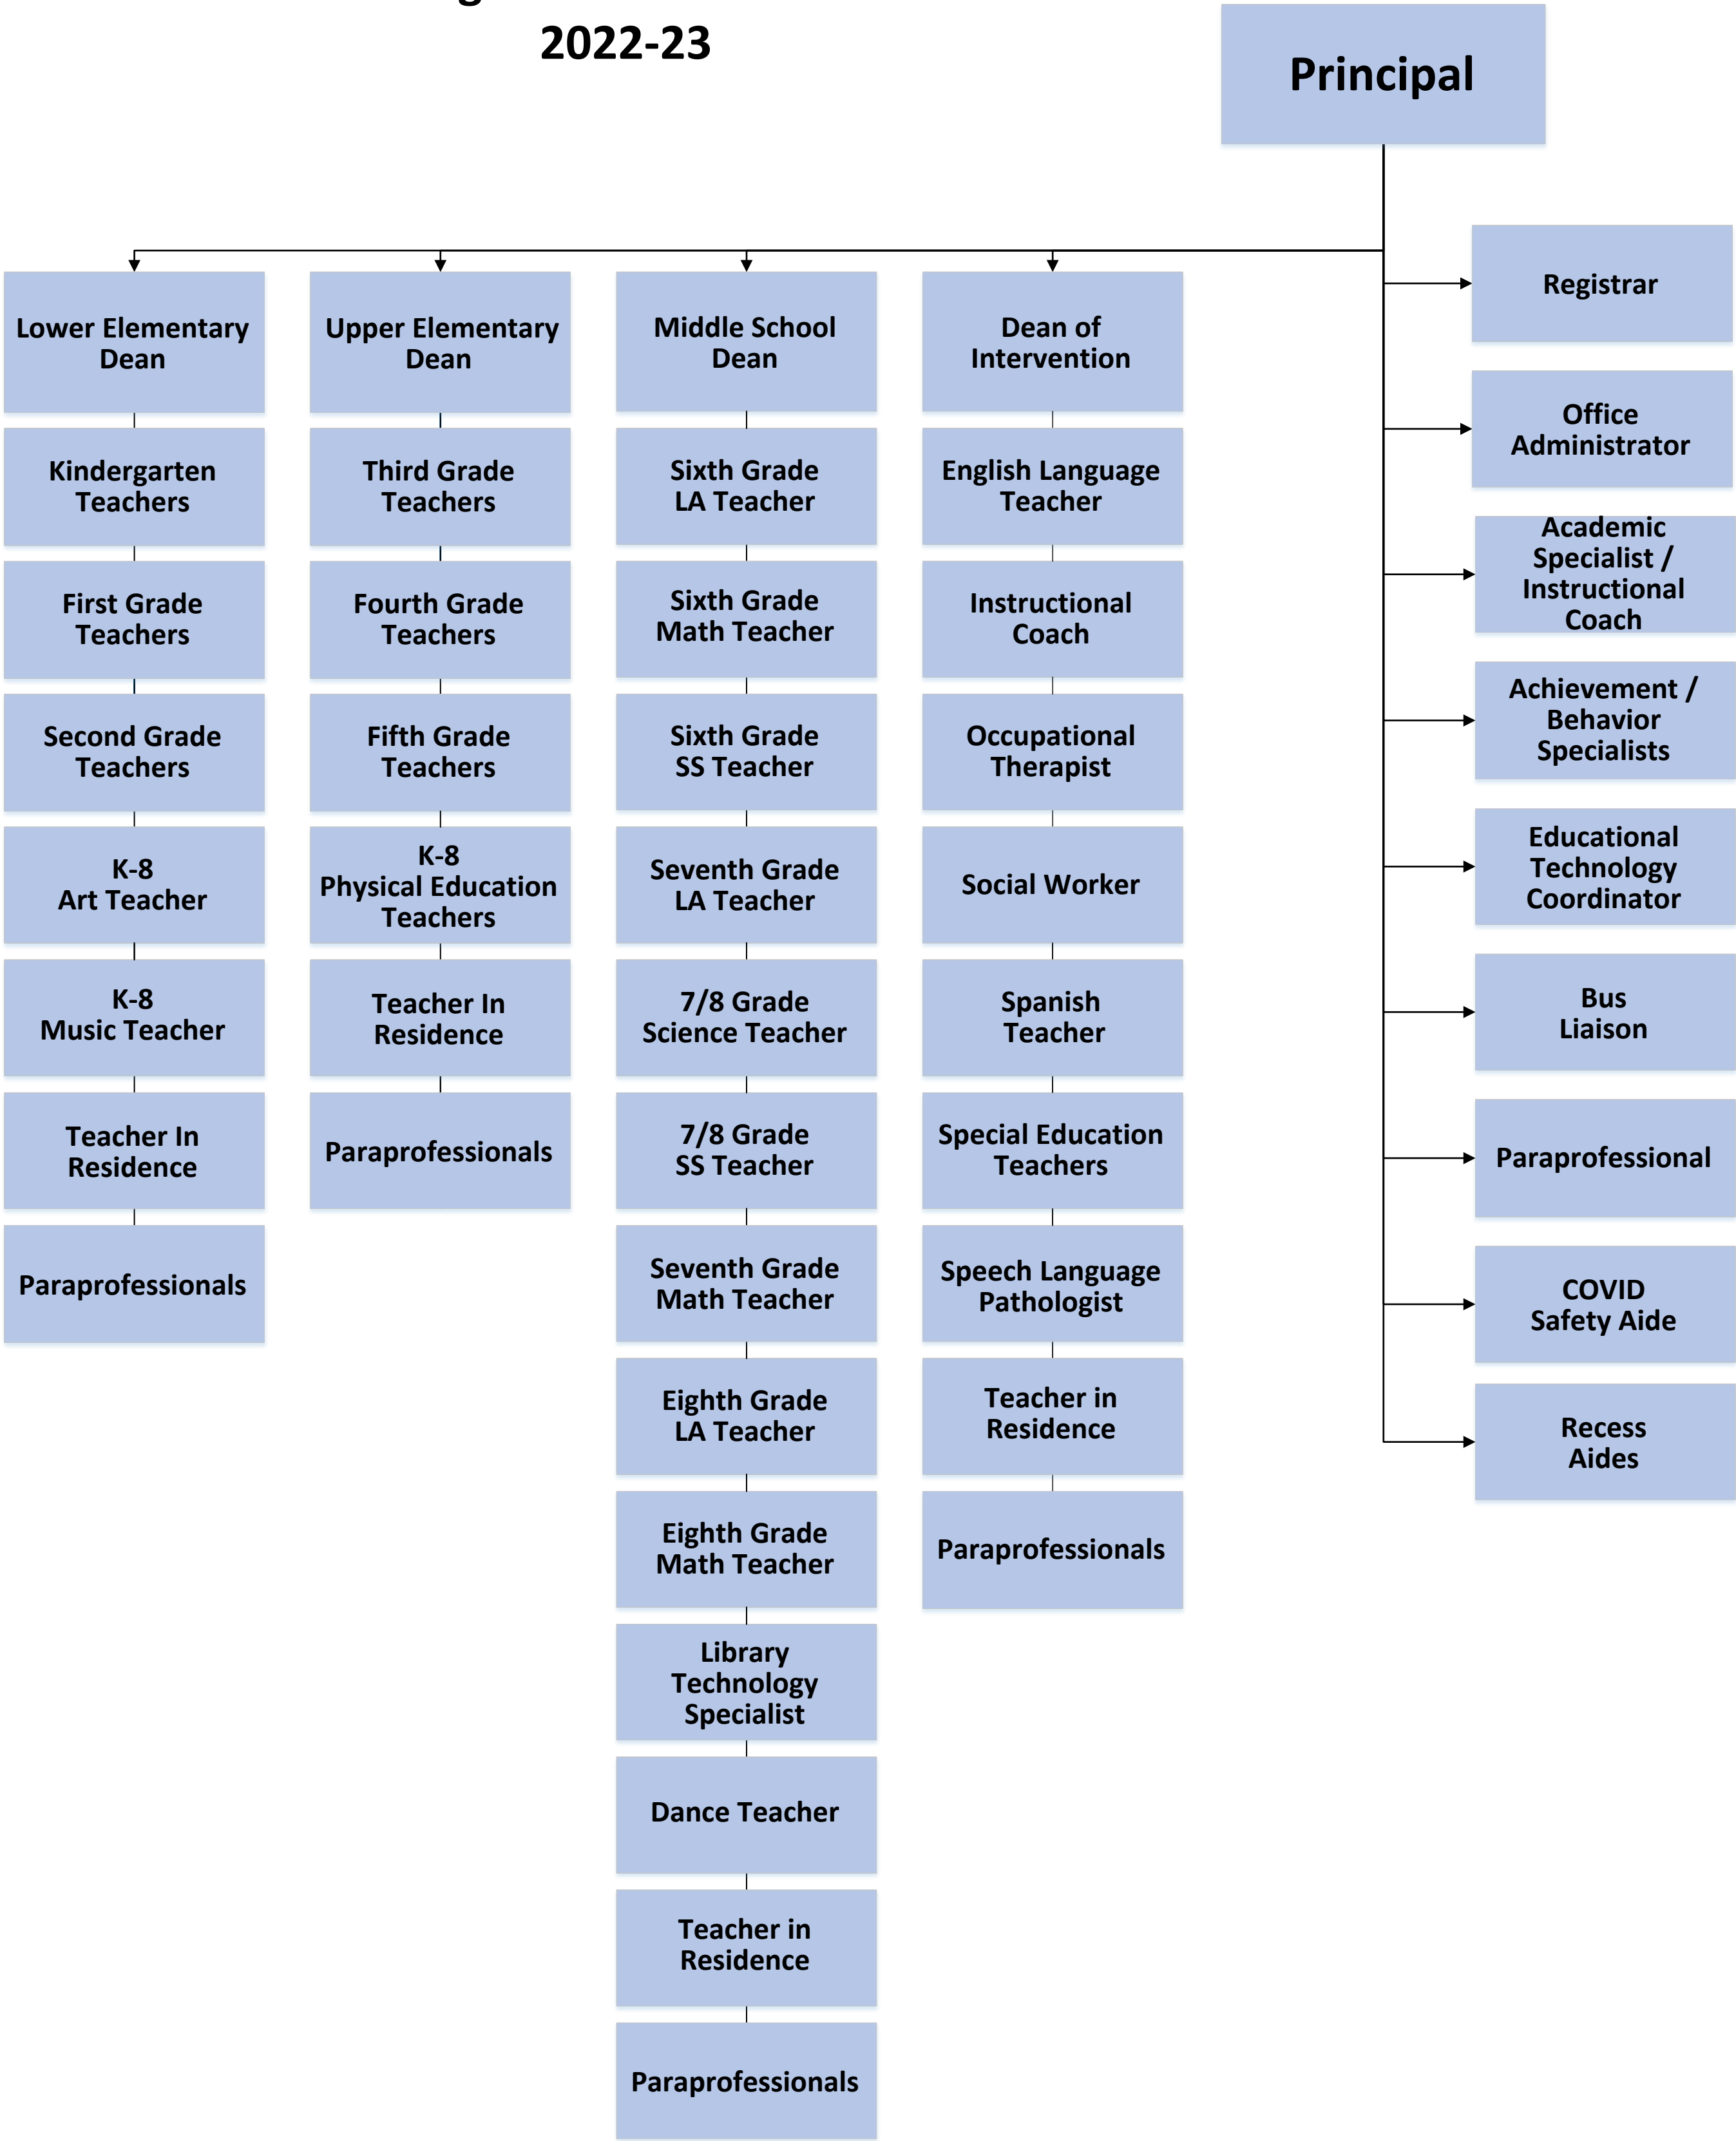 2022-23
Principal
Lower Elementary
Dean
Kindergarten
Teachers
First Grade
Teachers
Second Grade
Teachers
K-8
Art Teacher
K-8
Music Teacher
Teacher In
Residence
Paraprofessionals
Upper Elementary
Dean
Third Grade
Teachers
Fourth Grade
Teachers
Fifth Grade
Teachers
K-8
Physical Education
Teachers
Teacher In
Residence
Paraprofessionals
Middle School
Dean
Sixth Grade
LA Teacher
Sixth Grade
Math Teacher
Sixth Grade
SS Teacher
Seventh Grade
LA Teacher
7/8 Grade
Science Teacher
7/8 Grade
SS Teacher
Seventh Grade
Math Teacher
Eighth Grade
LA Teacher
Eighth Grade
Math Teacher
Library
Technology
Specialist
Dance Teacher
Teacher in
Residence
Paraprofessionals
Dean of
Intervention
English Language
Teacher
Instructional
Coach
Occupational
Therapist
Social Worker
Spanish
Teacher
Special Education
Teachers
Speech Language
Pathologist
Teacher in
Residence
Paraprofessionals
Registrar
Office
Administrator
Academic
Specialist /
Instructional
Coach
Achievement /
Behavior
Specialists
Educational
Technology
Coordinator
Bus
Liaison
Paraprofessional
COVID
Safety Aide
Recess
Aides